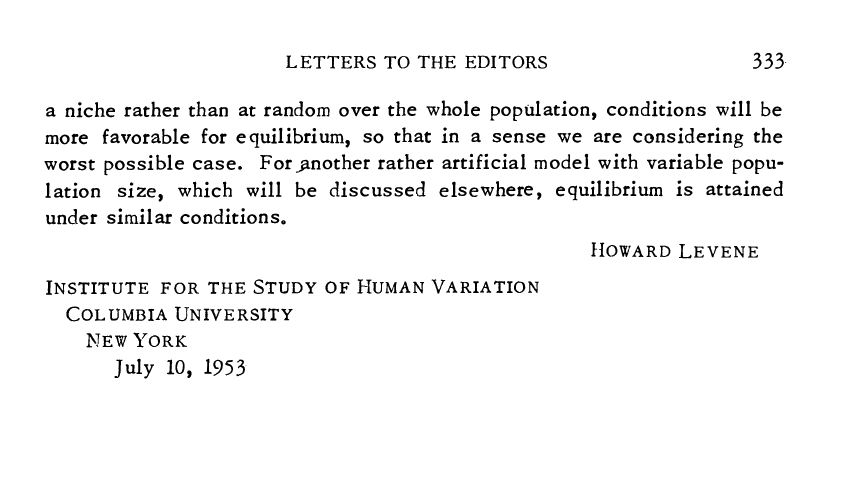 LETTERS TO THE EDITORS 333
a niche rather than at random over the whole population, conditions will be
more favorable for equilibrium, so that in a sense we are considering the
worst possible case. For another rather artificial model with variable popu-
lation size, which will be discussed elsewhere, equilibrium is attained
under similar conditions.
HOWARD LEVENE
INSTITUTE FOR THE STUDY OF HUMAN VARIATION
COLUMBIA UNIVERSITY
NEW YORK
July 10, 1953